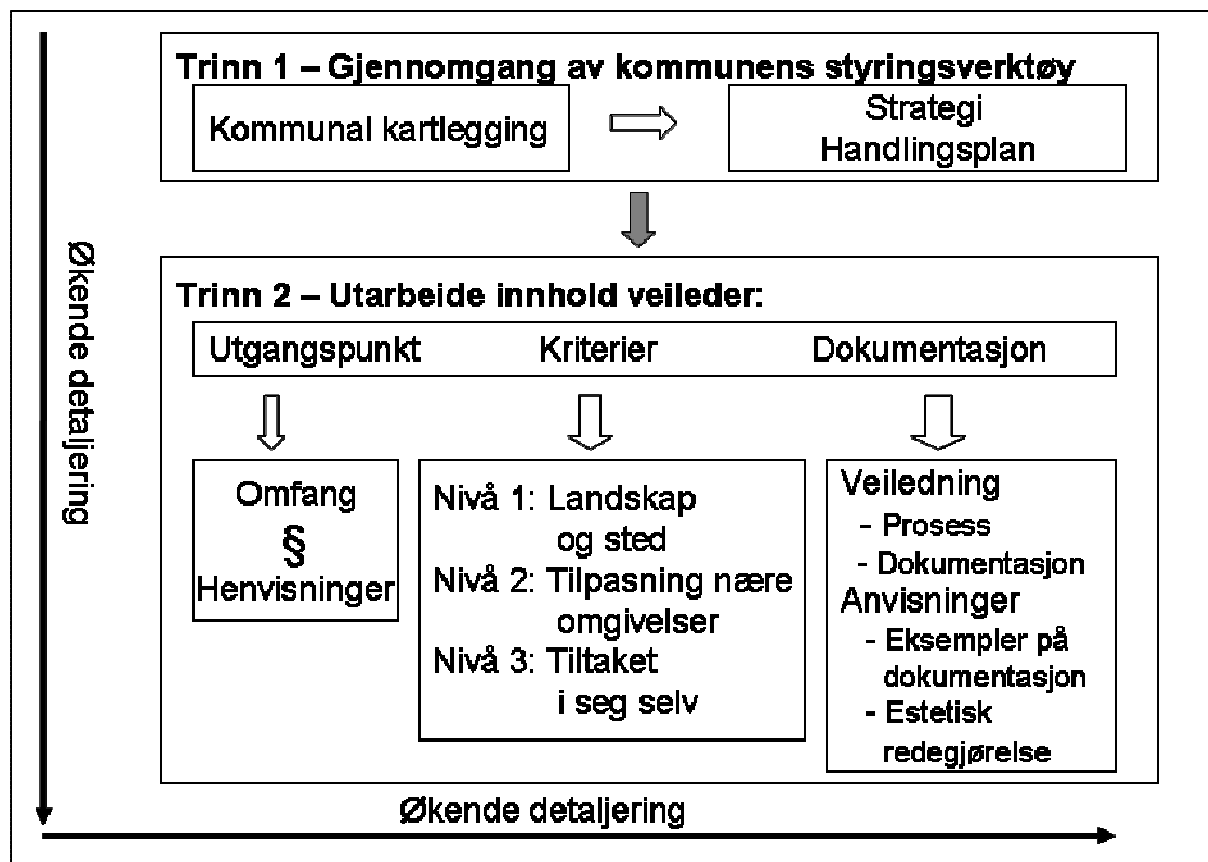 Trinn 1 – Gjennomgang av kommunens styringsverktøy
Kommunal kartlegging
Strategi
Handlingsplan
Økende detaljering
Trinn 2 – Utarbeide innhold veileder:
Utgangspunkt
Kriterier
Dokumentasjon
Omfang
§
Henvisninger
Nivå 1: Landskap
og sted
Nivå 2: Tilpasning nære
omgivelser
Nivå 3: Tiltaket
i seg selv
Veiledning
- Prosess
- Dokumentasjon
Anvisninger
- Eksempler på
dokumentasjon
- Estetisk
redegjørelse
Økende detaljering